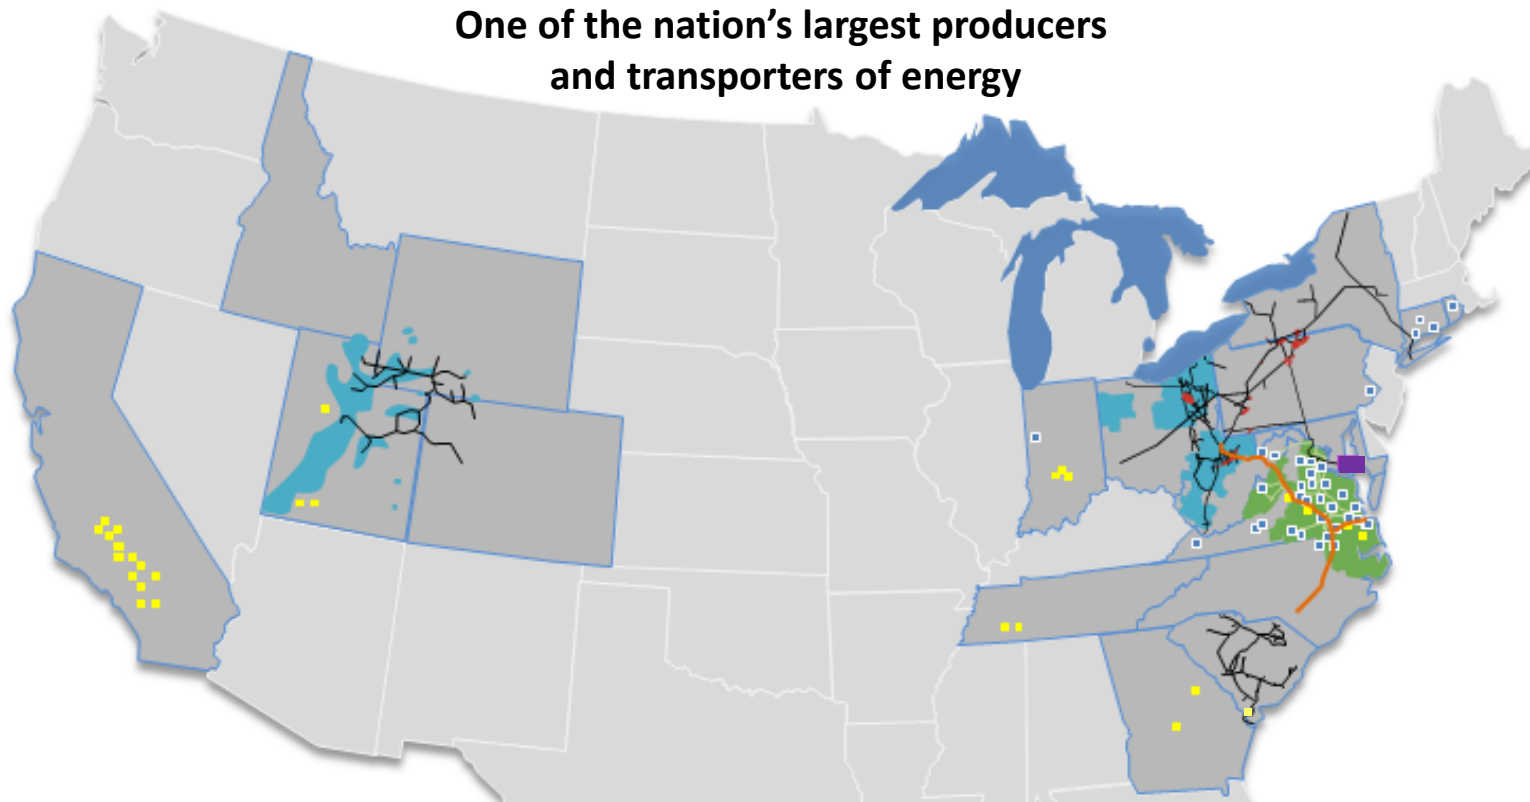 One of the nation’s largest producers
and transporters of energy